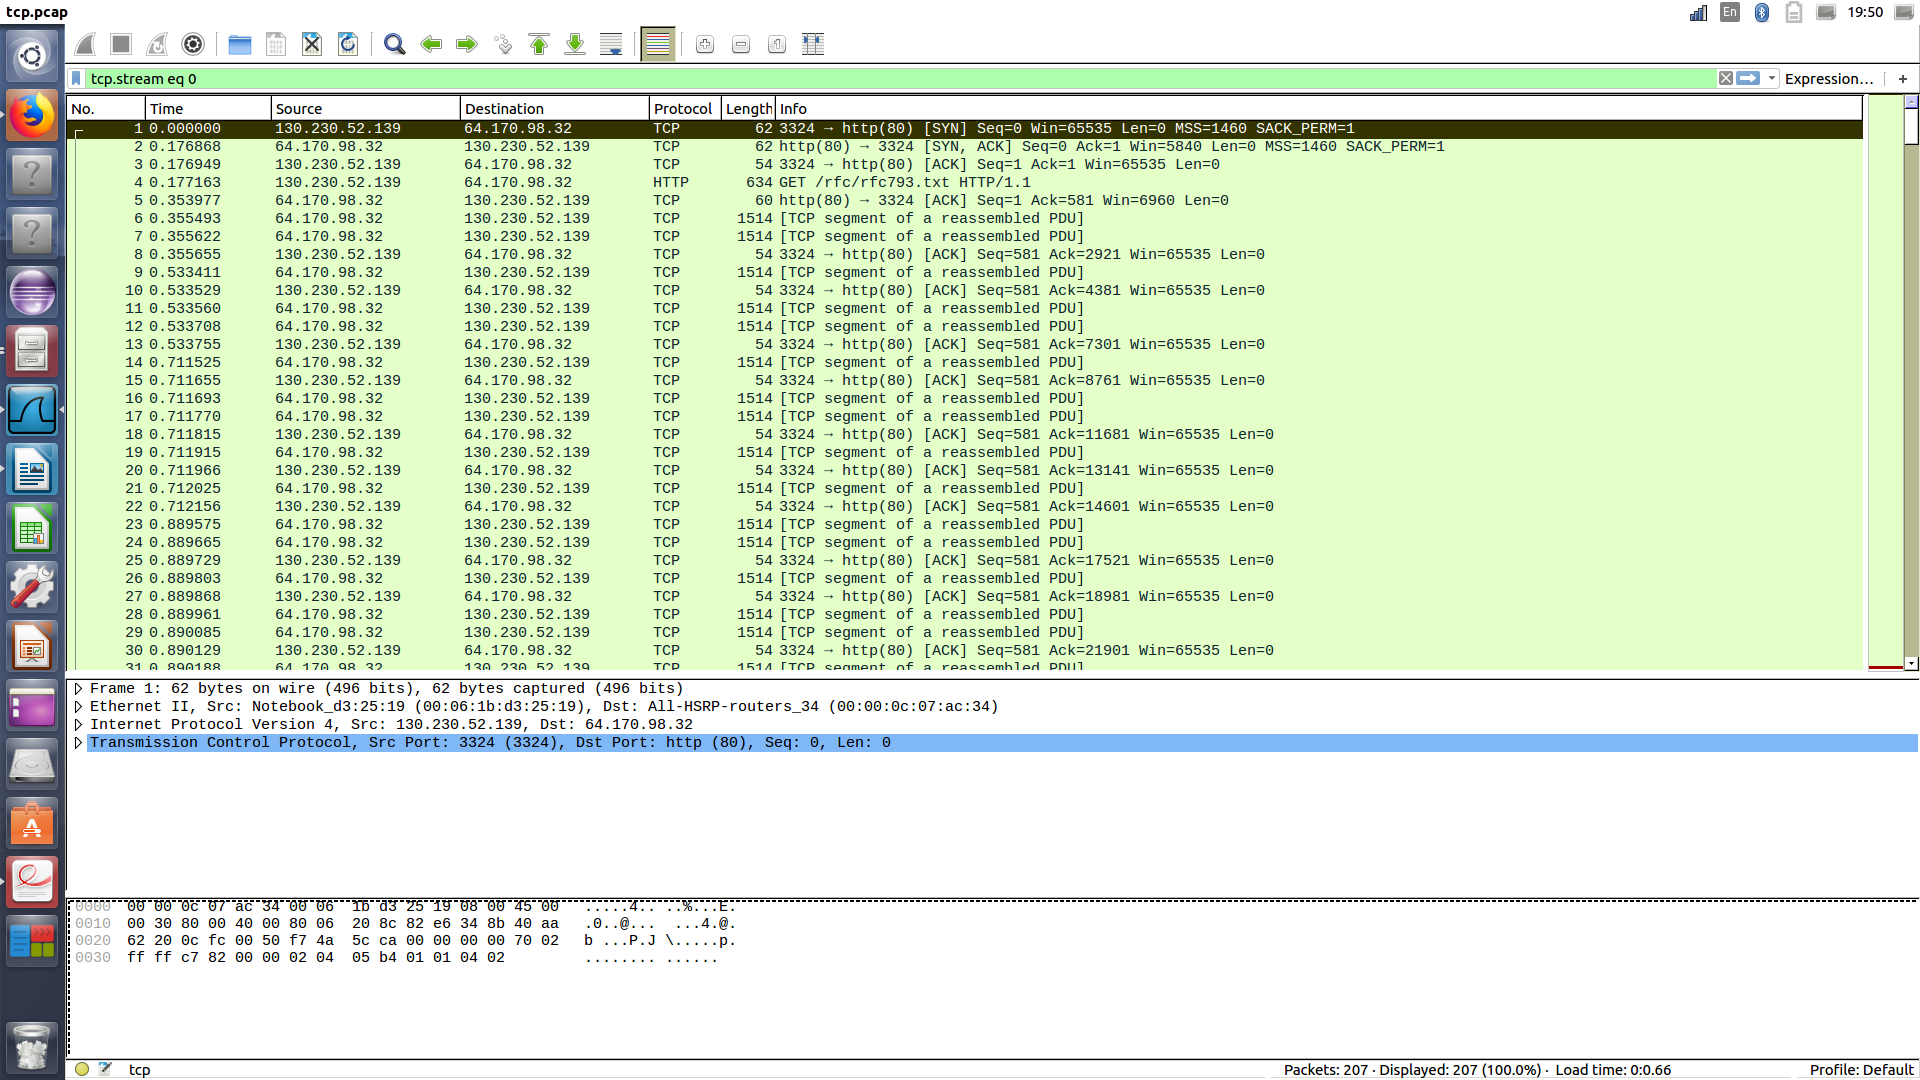 tcp.pcap
En
19:50
tcp.stream eq 0
Expression…
+
No. Time Source Destination Protocol Length Info
1 0.000000 130.230.52.139 64.170.98.32 TCP 62 3324 → http(80) [SYN] Seq=0 Win=65535 Len=0 MSS=1460 SACK_PERM=1
2 0.176868 64.170.98.32 130.230.52.139 TCP 62 http(80) → 3324 [SYN, ACK] Seq=0 Ack=1 Win=5840 Len=0 MSS=1460 SACK_PERM=1
3 0.176949 130.230.52.139 64.170.98.32 TCP 54 3324 → http(80) [ACK] Seq=1 Ack=1 Win=65535 Len=0
4 0.177163 130.230.52.139 64.170.98.32 HTTP 634 GET /rfc/rfc793.txt HTTP/1.1
5 0.353977 64.170.98.32 130.230.52.139 TCP 60 http(80) → 3324 [ACK] Seq=1 Ack=581 Win=6960 Len=0
6 0.355493 64.170.98.32 130.230.52.139 TCP 1514 [TCP segment of a reassembled PDU]
7 0.355622 64.170.98.32 130.230.52.139 TCP 1514 [TCP segment of a reassembled PDU]
8 0.355655 130.230.52.139 64.170.98.32 TCP 54 3324 → http(80) [ACK] Seq=581 Ack=2921 Win=65535 Len=0
9 0.533411 64.170.98.32 130.230.52.139 TCP 1514 [TCP segment of a reassembled PDU]
10 0.533529 130.230.52.139 64.170.98.32 TCP 54 3324 → http(80) [ACK] Seq=581 Ack=4381 Win=65535 Len=0
11 0.533560 64.170.98.32 130.230.52.139 TCP 1514 [TCP segment of a reassembled PDU]
12 0.533708 64.170.98.32 130.230.52.139 TCP 1514 [TCP segment of a reassembled PDU]
13 0.533755 130.230.52.139 64.170.98.32 TCP 54 3324 → http(80) [ACK] Seq=581 Ack=7301 Win=65535 Len=0
14 0.711525 64.170.98.32 130.230.52.139 TCP 1514 [TCP segment of a reassembled PDU]
15 0.711655 130.230.52.139 64.170.98.32 TCP 54 3324 → http(80) [ACK] Seq=581 Ack=8761 Win=65535 Len=0
16 0.711693 64.170.98.32 130.230.52.139 TCP 1514 [TCP segment of a reassembled PDU]
17 0.711770 64.170.98.32 130.230.52.139 TCP 1514 [TCP segment of a reassembled PDU]
18 0.711815 130.230.52.139 64.170.98.32 TCP 54 3324 → http(80) [ACK] Seq=581 Ack=11681 Win=65535 Len=0
19 0.711915 64.170.98.32 130.230.52.139 TCP 1514 [TCP segment of a reassembled PDU]
20 0.711966 130.230.52.139 64.170.98.32 TCP 54 3324 → http(80) [ACK] Seq=581 Ack=13141 Win=65535 Len=0
21 0.712025 64.170.98.32 130.230.52.139 TCP 1514 [TCP segment of a reassembled PDU]
22 0.712156 130.230.52.139 64.170.98.32 TCP 54 3324 → http(80) [ACK] Seq=581 Ack=14601 Win=65535 Len=0
23 0.889575 64.170.98.32 130.230.52.139 TCP 1514 [TCP segment of a reassembled PDU]
24 0.889665 64.170.98.32 130.230.52.139 TCP 1514 [TCP segment of a reassembled PDU]
25 0.889729 130.230.52.139 64.170.98.32 TCP 54 3324 → http(80) [ACK] Seq=581 Ack=17521 Win=65535 Len=0
26 0.889803 64.170.98.32 130.230.52.139 TCP 1514 [TCP segment of a reassembled PDU]
27 0.889868 130.230.52.139 64.170.98.32 TCP 54 3324 → http(80) [ACK] Seq=581 Ack=18981 Win=65535 Len=0
28 0.889961 64.170.98.32 130.230.52.139 TCP 1514 [TCP segment of a reassembled PDU]
29 0.890085 64.170.98.32 130.230.52.139 TCP 1514 [TCP segment of a reassembled PDU]
30 0.890129 130.230.52.139 64.170.98.32 TCP 54 3324 → http(80) [ACK] Seq=581 Ack=21901 Win=65535 Len=0
31 0.890188 64.170.98.32 130.230.52.139 TCP 1514 [TCP segment of a reassembled PDU]
Frame 1: 62 bytes on wire (496 bits), 62 bytes captured (496 bits)
Ethernet II, Src: Notebook_d3:25:19 (00:06:1b:d3:25:19), Dst: All-HSRP-routers_34 (00:00:0c:07:ac:34)
Internet Protocol Version 4, Src: 130.230.52.139, Dst: 64.170.98.32
Transmission Control Protocol, Src Port: 3324 (3324), Dst Port: http (80), Seq: 0, Len: 0
0000 00 00 0c 07 ac 34 00 06 1b d3 25 19 08 00 45 00 .....4.. ..%...E.
0010 00 30 80 00 40 00 80 06 20 8c 82 e6 34 8b 40 aa .0..@... ...4.@.
0020 62 20 0c fc 00 50 f7 4a 5c ca 00 00 00 00 70 02 b ...P.J \.....p.
0030 ff ff c7 82 00 00 02 04 05 b4 01 01 04 02 ........ ......
tcp
Packets: 207 · Displayed: 207 (100.0%) · Load time: 0:0.66
Profile: Default